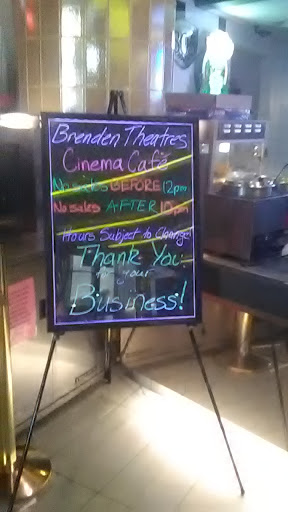 Brenden Theatres
Cinema Café
No sales BEFORE 12pm
No sales AFTER 10pm
Hours Subject to Change
Thank You
for your
Business!